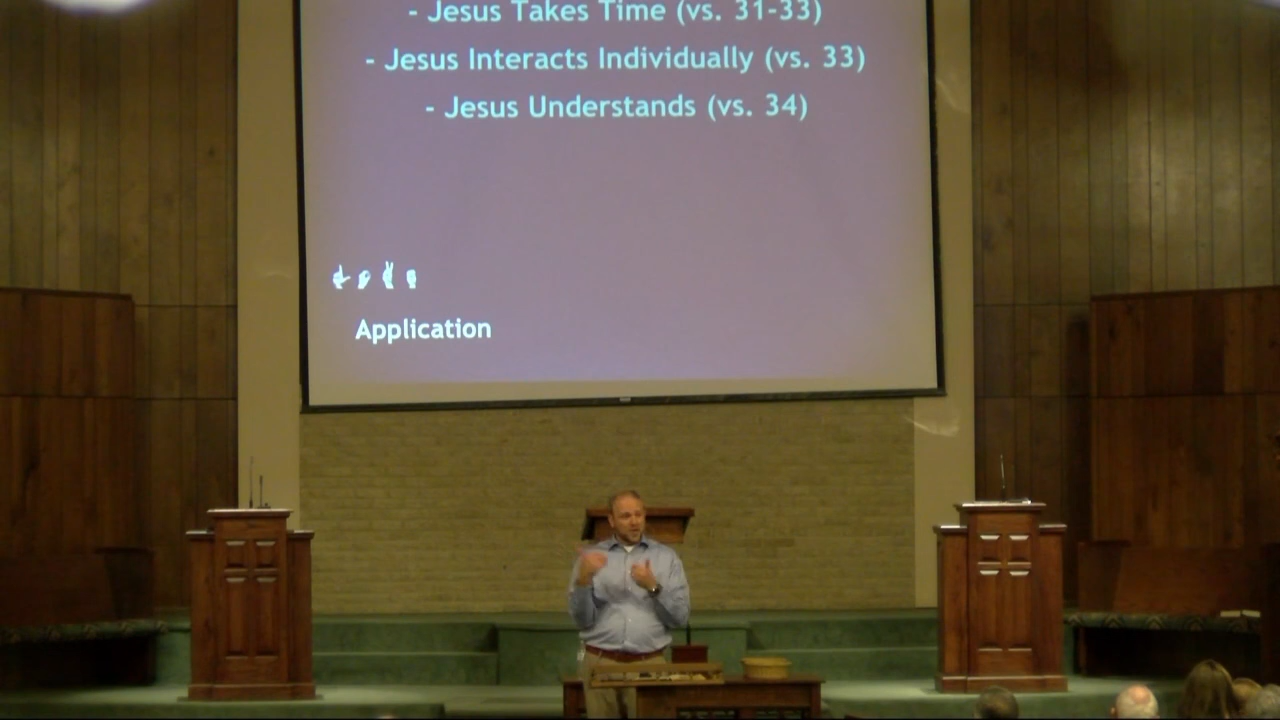 - Jesus Takes Time (vs. 31-33)
- Jesus Interacts Individually (vs. 33)
- Jesus Understands (vs. 34)
Application